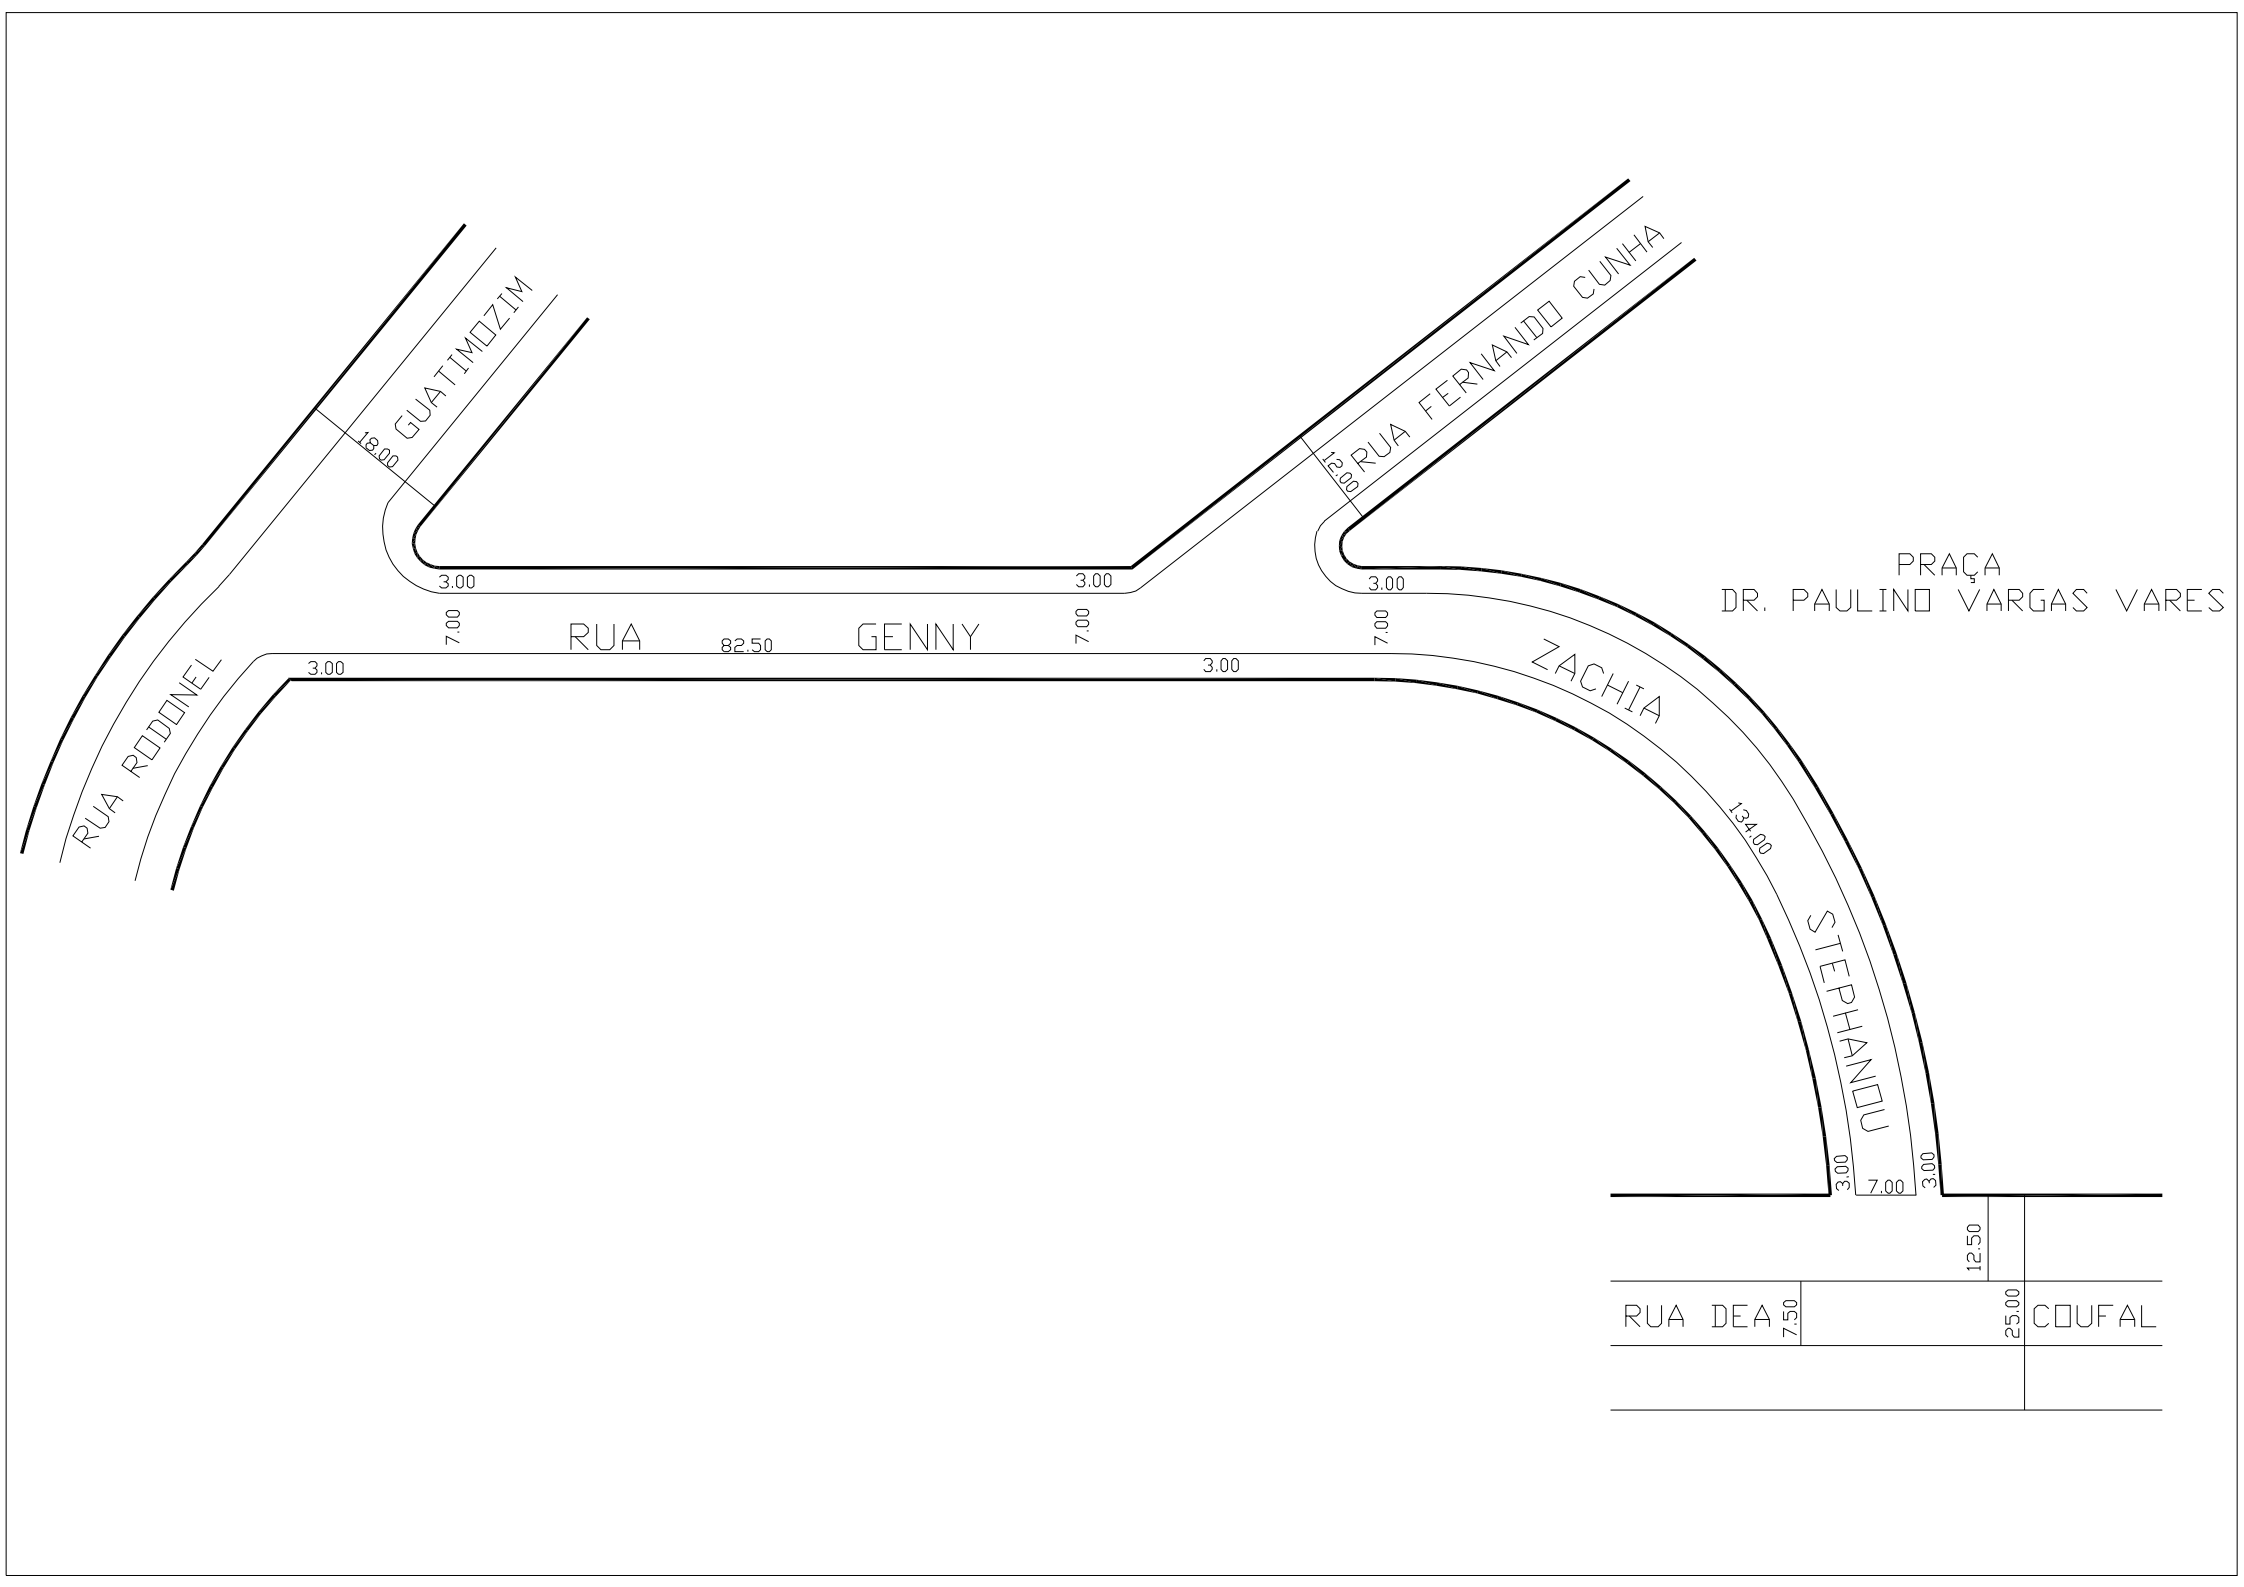 RUA FERNANDO CUNHA
GUATIMOZIM
18.00
12.00
PRAÇA
DR. PAULINO VARGAS VARES
3.00
3.00
3.00
7.00
7.00
7.00
RUA GENNY ZACHIA STEPHANOU
82.50
3.00
3.00
RUA RODONEL
134.00
3.00
7.00
3.00
12.50
RUA DEA COUFAL
7.50
25.00